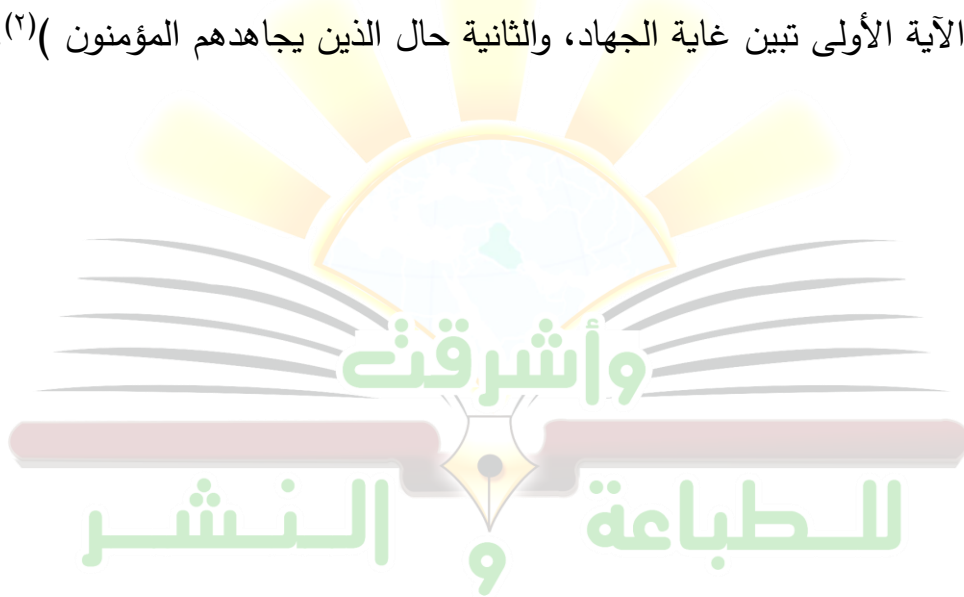 الآية الأولى تبين غاية الجهاد، والثانية حال الذين يجاهدهم المؤمنون )(٢)
وأشرقت
للطباعة و النشر